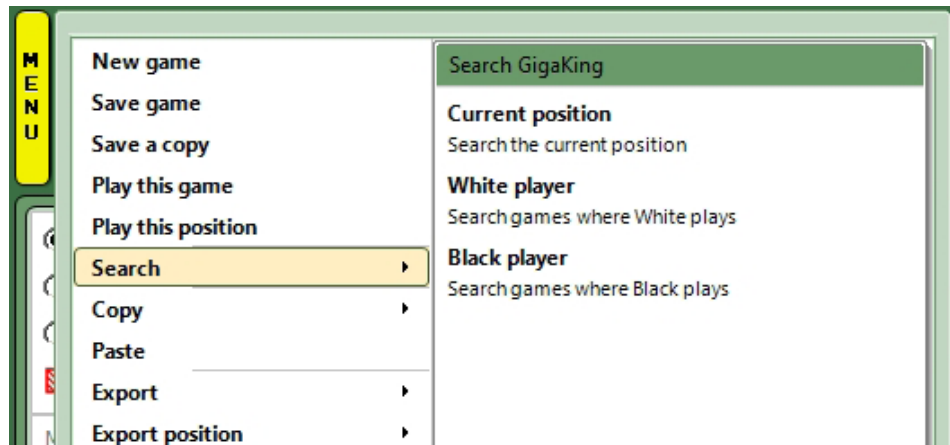 MENU
New game
Save game
Save a copy
Play this game
Play this position
Search
Copy
Paste
Export
Export position
Search GigaKing
Current position
Search the current position
White player
Search games where White plays
Black player
Search games where Black plays